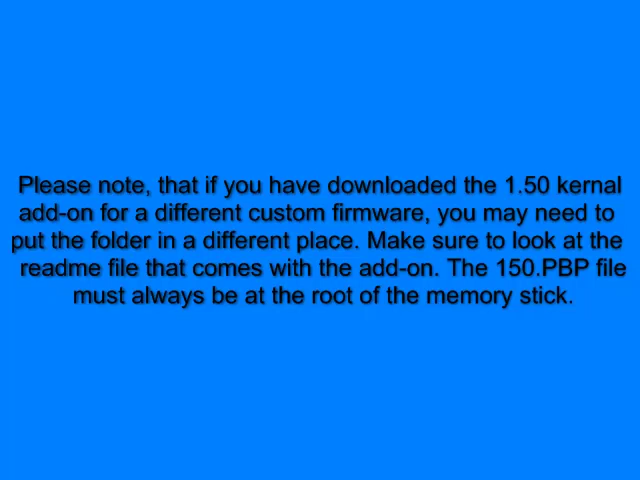 Please note, that if you have downloaded the 1.50 kernal
add-on for a different custom firmware, you may need to
put the folder in a different place. Make sure to look at the
readme file that comes with the add-on. The 150.PBP file
must always be at the root of the memory stick.